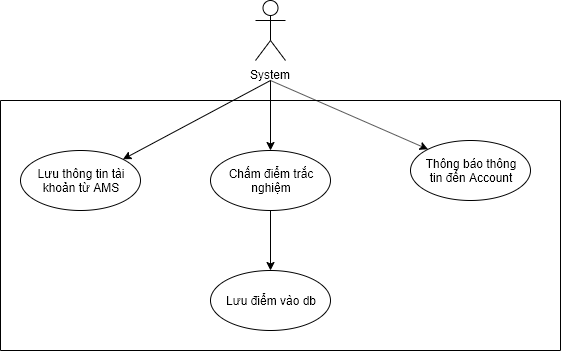 System
Lưu thông tin tài
khoản từ AMS
Chấm điểm trắc
nghiệm
Thông báo thông
tin đến Account
Lưu điểm vào db